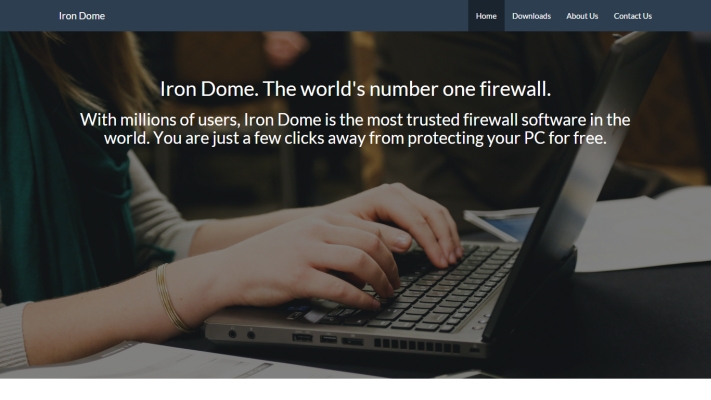 Iron Dome
Home Downloads About Us Contact Us
Iron Dome. The world's number one firewall.
With millions of users, Iron Dome is the most trusted firewall software in the
world. You are just a few clicks away from protecting your PC for free.